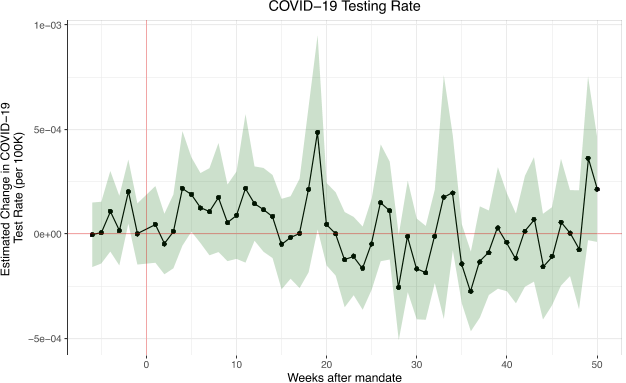 COVID−19 Testing Rate
Estimated Change in COVID−19
Test Rate (per 100K)
1e−03
5e−04
0e+00
−5e−04
0
10
20
30
40
50
Weeks after mandate